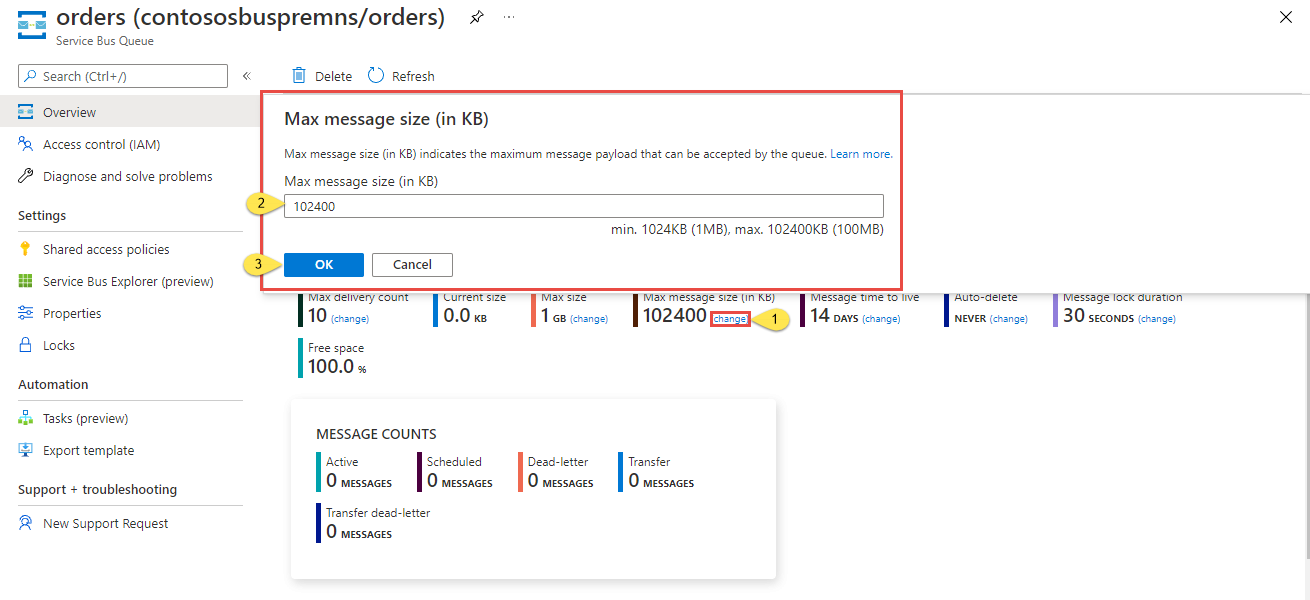 orders (contososbuspremns/orders)
Service Bus Queue
Search (Ctrl+/)
«
Delete
Refresh
Overview
Access control (IAM)
Diagnose and solve problems
Settings
Shared access policies
Service Bus Explorer (preview)
Properties
Locks
Automation
Tasks (preview)
Export template
Support + troubleshooting
New Support Request
Max message size (in KB)
Max message size (in KB) indicates the maximum message payload that can be accepted by the queue. Learn more.
Max message size (in KB)
2
102400
min. 1024KB (1MB), max. 102400KB (100MB)
3
OK
Cancel
Max delivery count
10 (change)
Current size
0.0 KB
Max size
1 GB (change)
Max message size (in KB)
102400 (change)
1
Message time to live
14 DAYS (change)
Auto-delete
NEVER (change)
Message lock duration
30 SECONDS (change)
Free space
100.0 %
MESSAGE COUNTS
Active
0 MESSAGES
Scheduled
0 MESSAGES
Dead-letter
0 MESSAGES
Transfer
0 MESSAGES
Transfer dead-letter
0 MESSAGES